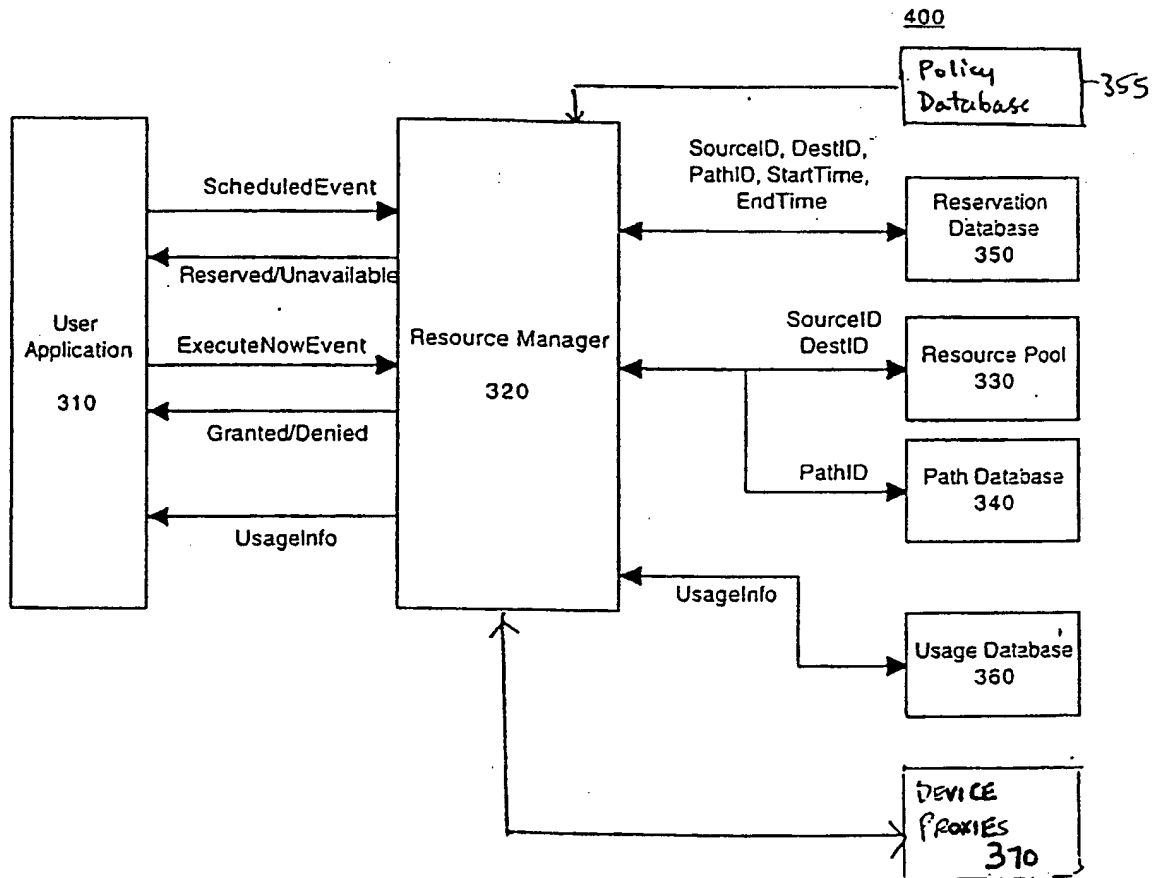 400
Policy
Database
355
SourceID, DestID,
PathID, StartTime,
EndTime
ScheduledEvent
Reservation
Database
350
Reserved/Unavailable
User
Application
310
ExecuteNowEvent
Resource Manager
320
SourceID
DestID
Resource Pool
330
Granted/Denied
PathID
Path Database
340
UsageInfo
UsageInfo
Usage Database
360
DEVICE
PROXIES
370